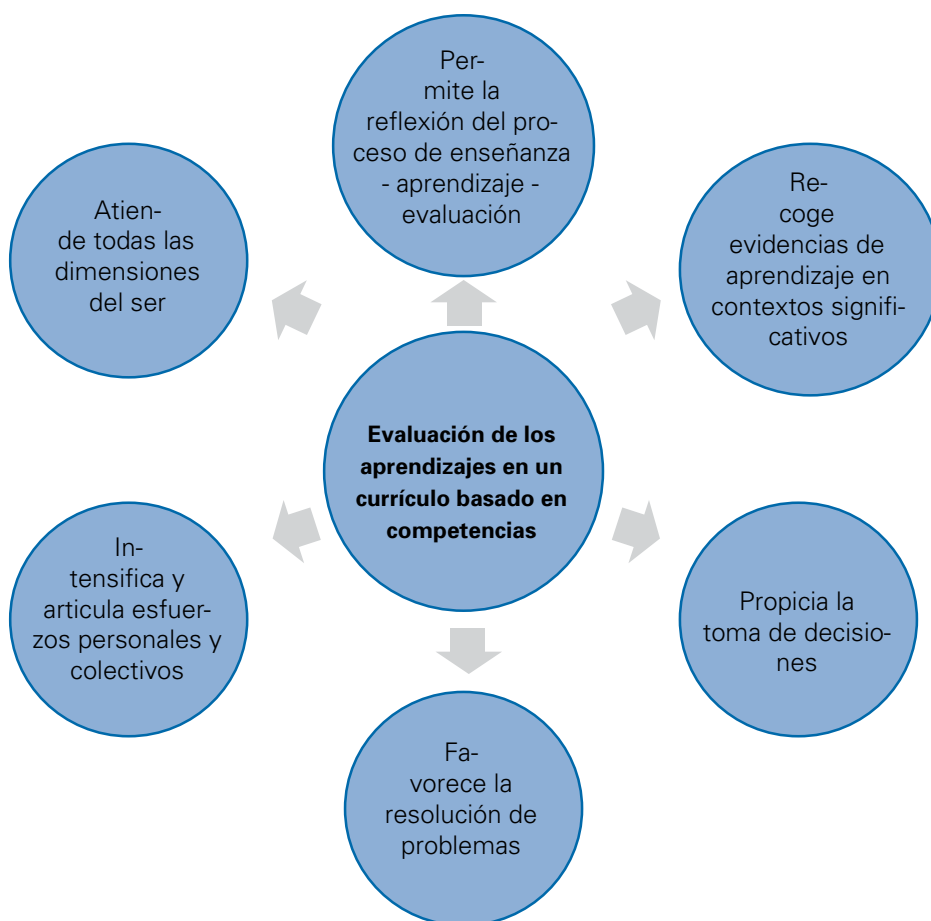 Per-
mite la
reflexión del pro-
ceso de enseñanza
- aprendizaje -
evaluación
Atien-
de todas las
dimensiones
del ser
Re-
coge
evidencias de
aprendizaje en
contextos signifi-
cativos
Evaluación de los
aprendizajes en un
currículo basado en
competencias
In-
tensifica y
articula esfuer-
zos personales y
colectivos
Propicia la
toma de decisio-
nes
Fa-
vorece la
resolución de
problemas